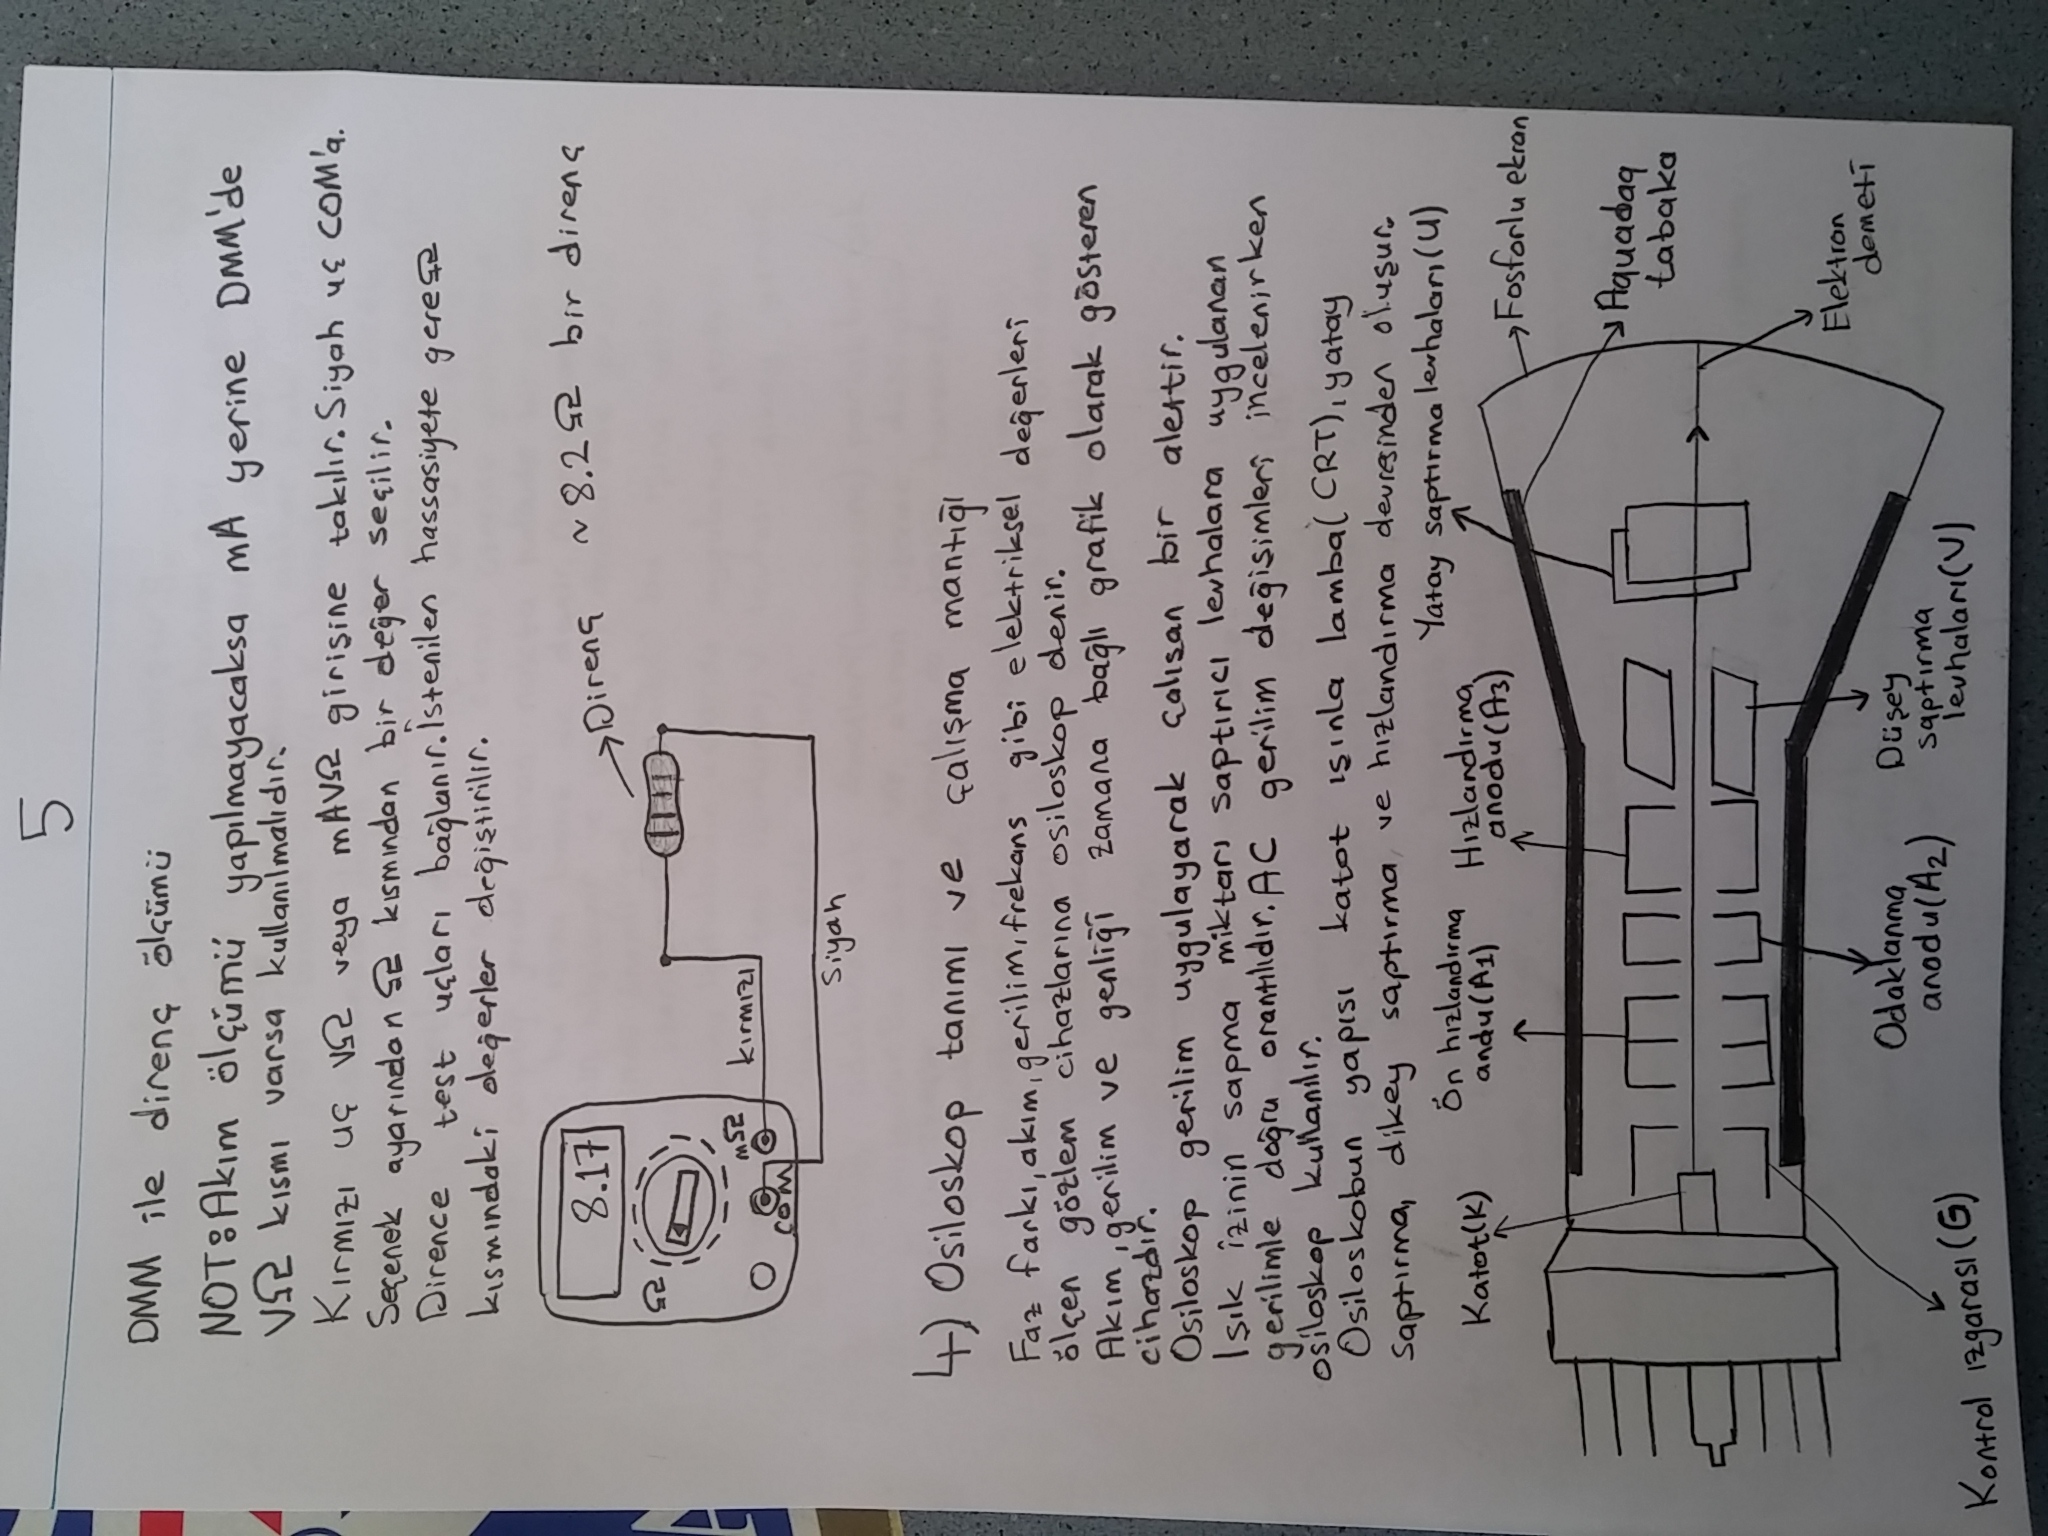 5
DMM ile direnç ölçümü
NOT: Akım ölçümü yapılmayacaksa mA yerine DMM'de
VΩ kısmı varsa kullanılmalıdır.
Kırmızı uç VΩ veya mAVΩ girişine takılır. Siyah uç COM'a.
Seçenek ayarından Ω kısmından bir değer seçilir.
Dirence test uçları bağlanır. İstenilen hassasiyete göre Ω
kısmındaki değerler değiştirilir.
8.17
Direnç ~8.2Ω bir direnç
Ω
mΩ
kırmızı
COM
Siyah
4) Osiloskop tanımı ve çalışma mantığı
Faz farkı, akım, gerilim, frekans gibi elektriksel değerleri
ölçen gözlem cihazlarına osiloskop denir.
Akım, gerilim ve genliği zamana bağlı grafik olarak gösteren
cihazdır.
Osiloskop gerilim uygulayarak çalısan bir alettir.
Işık izinin sapma miktarı saptırıcı levhalara uygulanan
gerilimle doğru orantılıdır. AC gerilim değişimleri incelenirken
osiloskop kullanılır.
Osiloskobun yapısı katot ışınla lamba (CRT), yatay
saptırma, dikey saptırma ve hızlandırma devresinden oluşur.
Yatay saptırma levhaları (U)
Katot(K)
Ön hızlandırma
andu(A1)
Hızlandırma
anodu(A3)
Fosforlu ekran
Aquadaq
tabaka
Elektron
demeti
Odaklanma
anodu(A2)
Düşey
saptırma
levhaları(V)
Kontrol ızgarası (G)